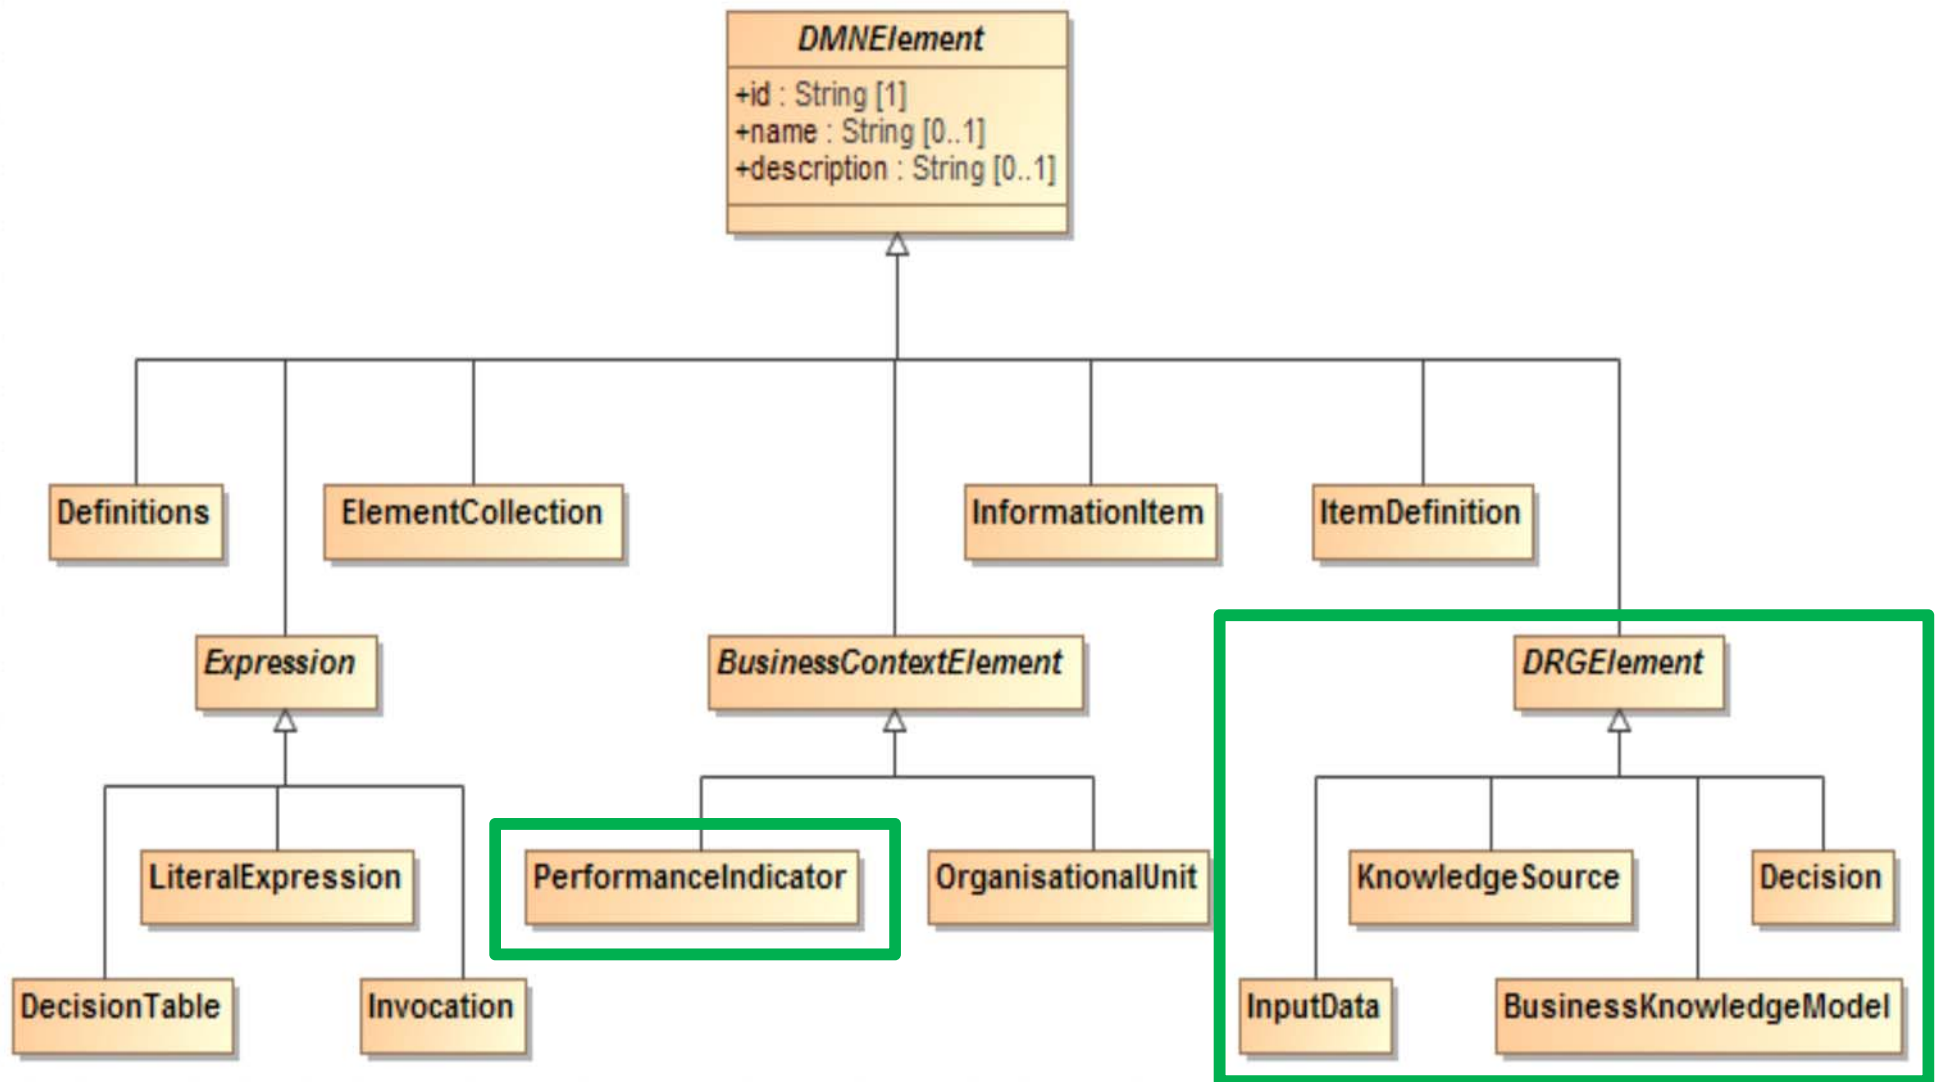 DMNElement
+id : String [1]
+name : String [0..1]
+description : String [0..1]
Definitions
ElementCollection
InformationItem
ItemDefinition
Expression
BusinessContextElement
DRGElement
LiteralExpression
PerformanceIndicator
OrganisationalUnit
KnowledgeSource
Decision
DecisionTable
Invocation
InputData
BusinessKnowledgeModel